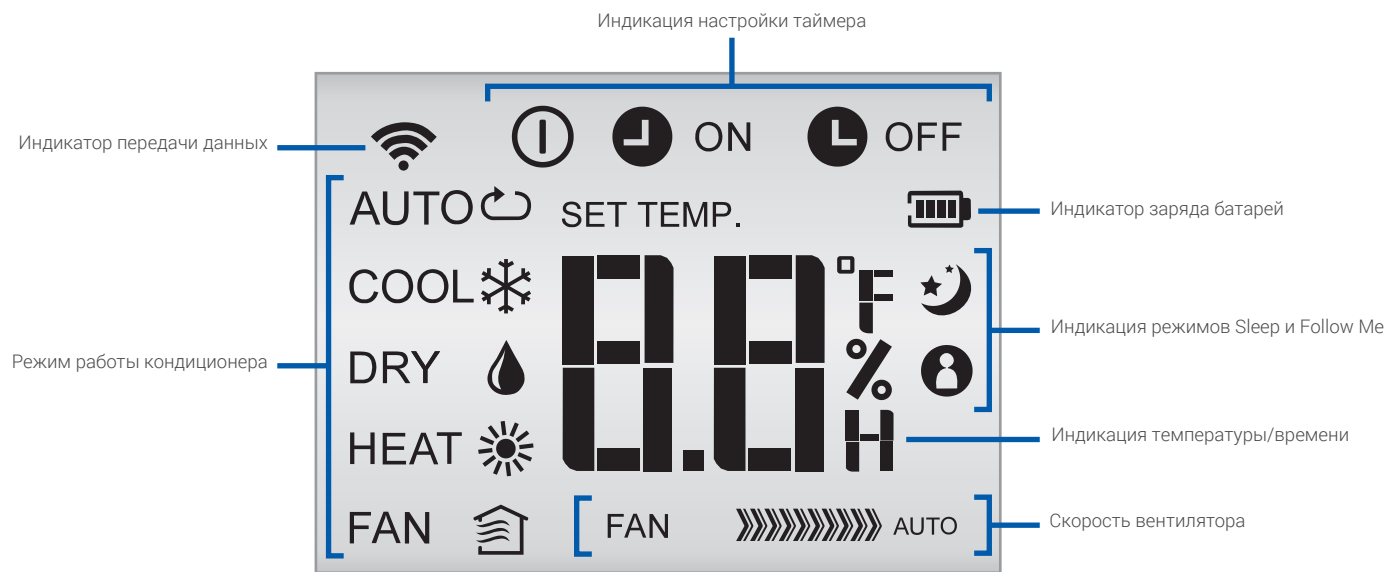 Индикация настройки таймера
Индикатор передачи данных
ON
OFF
AUTO
SET TEMP.
Индикатор заряда батарей
COOL
8.8
°F
Индикация режимов Sleep и Follow Me
Режим работы кондиционера
DRY
%
HEAT
H
Индикация температуры/времени
FAN
FAN
AUTO
Скорость вентилятора